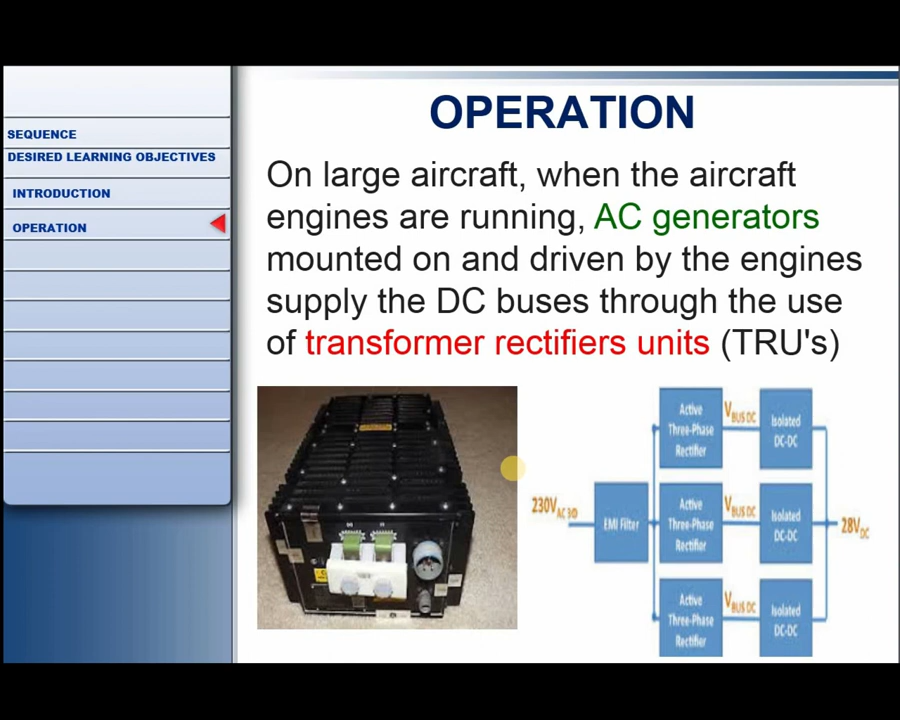 OPERATION
SEQUENCE
DESIRED LEARNING OBJECTIVES
INTRODUCTION
OPERATION
On large aircraft, when the aircraft
engines are running, AC generators
mounted on and driven by the engines
supply the DC buses through the use
of transformer rectifiers units (TRU's)
Active
Three-Phase
Rectifier
V BUS DC
Isolated
DC-DC
230V AC 3Φ
EMI Filter
Active
Three-Phase
Rectifier
V BUS DC
Isolated
DC-DC
28V DC
Active
Three-Phase
Rectifier
V BUS DC
Isolated
DC-DC